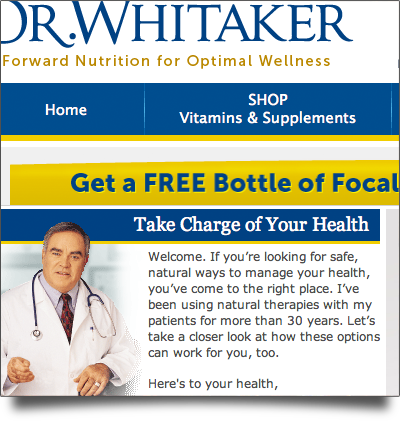 DR. WHITAKER
Forward Nutrition for Optimal Wellness
Home
SHOP
Vitamins & Supplements
Get a FREE Bottle of Focal
Take Charge of Your Health
Welcome. If you’re looking for safe,
natural ways to manage your health,
you’ve come to the right place. I’ve
been using natural therapies with my
patients for more than 30 years. Let’s
take a closer look at how these options
can work for you, too.
Here's to your health,